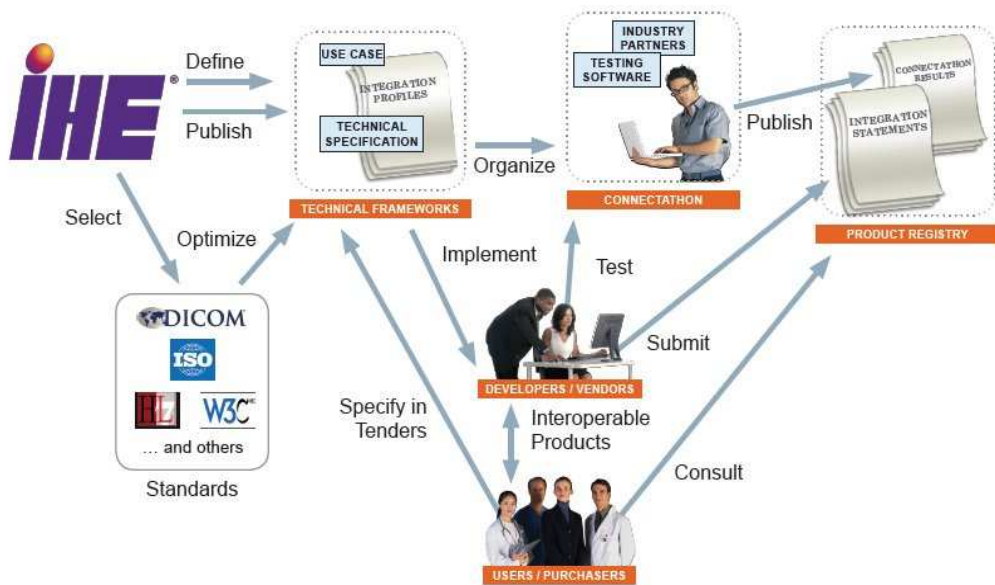 IHE®
Define
Publish
USE CASE
INTEGRATION
PROFILES
TECHNICAL
SPECIFICATION
TECHNICAL FRAMEWORKS
Organize
INDUSTRY
PARTNERS
TESTING
SOFTWARE
CONNECTATHON
Publish
CONNECTATION
RESULTS
INTEGRATION
STATEMENTS
PRODUCT REGISTRY
Select
Optimize
Implement
Test
Submit
DICOM
ISO
HL7
W3C
... and others
Standards
DEVELOPERS / VENDORS
Specify in
Tenders
Interoperable
Products
Consult
USERS / PURCHASERS